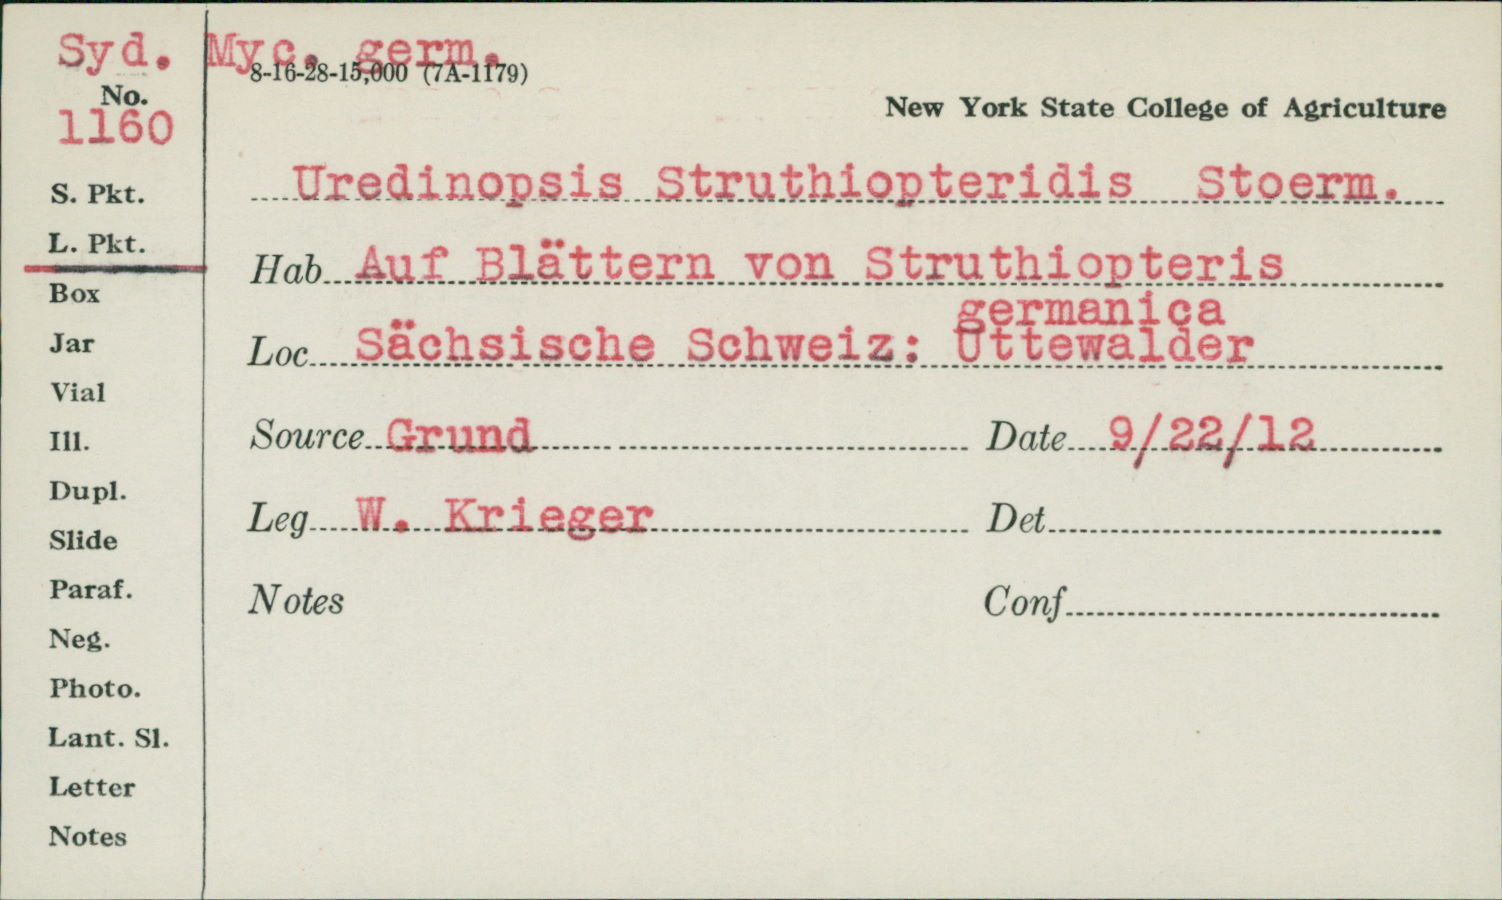 Syd. Myc. germ.
8-16-28-15,000 (7A-1179)
No.
1160
New York State College of Agriculture
S. Pkt.
Uredinopsis Struthiopteridis Stoerm.
L. Pkt.
Hab Auf Blättern von Struthiopteris
germanica
Box
Jar
Loc Sächsische Schweiz: Uttewalder
Vial
Ill.
Source Grund Date 9/22/12
Dupl.
Leg W. Krieger Det
Slide
Paraf.
Notes Conf
Neg.
Photo.
Lant. Sl.
Letter
Notes